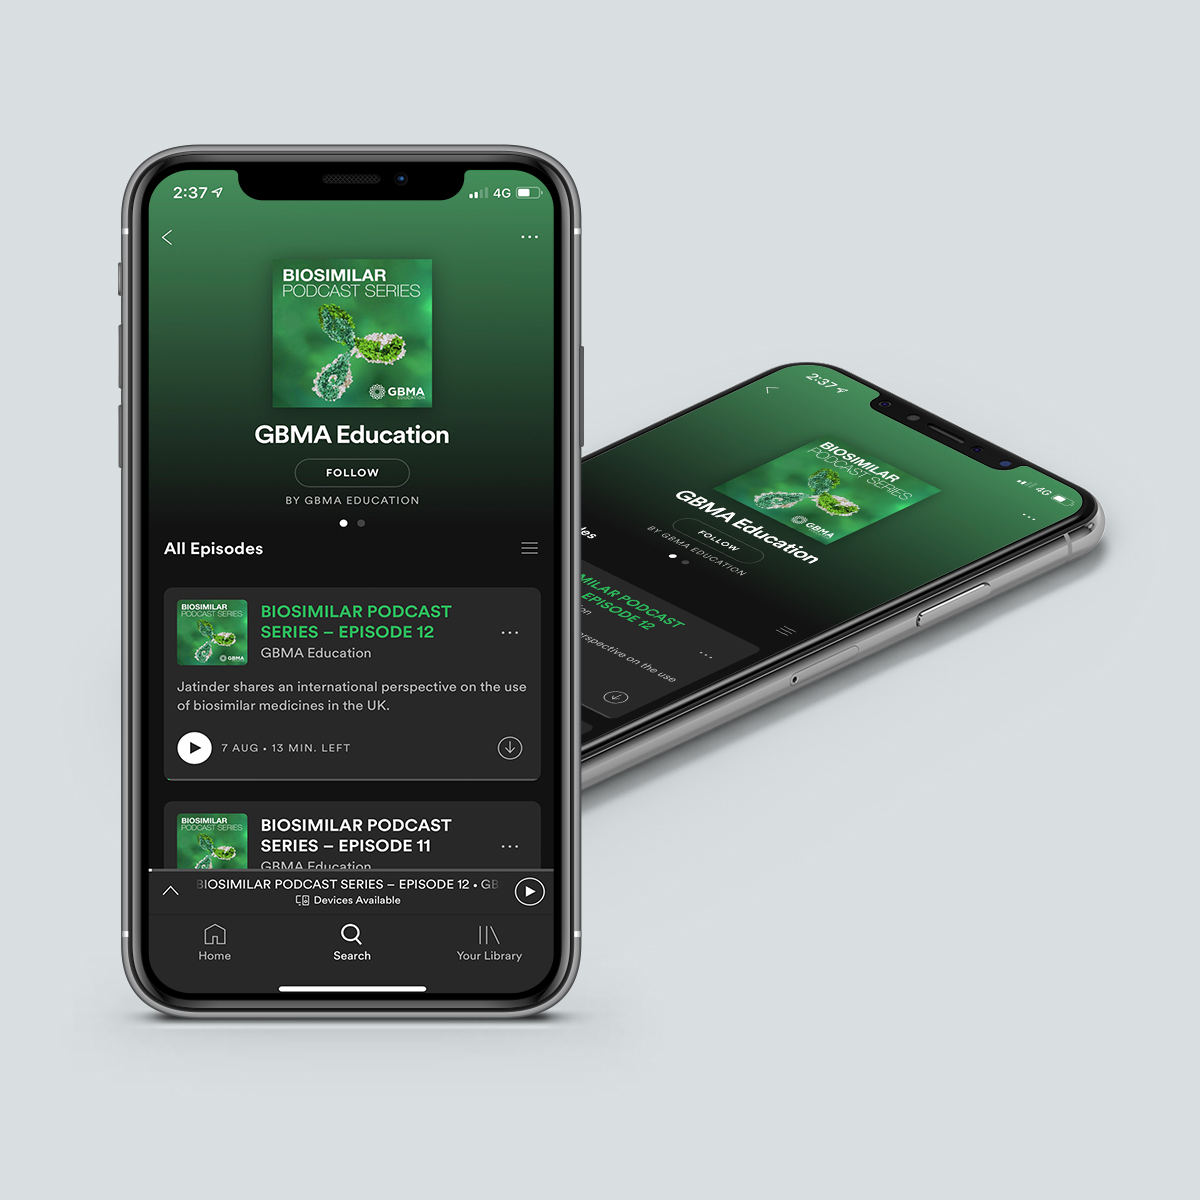 2:37
4G
BIOSIMILAR
PODCAST SERIES
GBMA
EDUCATION
GBMA Education
FOLLOW
BY GBMA EDUCATION
All Episodes
BIOSIMILAR
PODCAST SERIES
GBMA
BIOSIMILAR PODCAST
SERIES – EPISODE 12
GBMA Education
Jatinder shares an international perspective on the use
of biosimilar medicines in the UK.
7 AUG • 13 MIN. LEFT
BIOSIMILAR
PODCAST SERIES
BIOSIMILAR PODCAST
SERIES – EPISODE 11
GBMA Education
BIOSIMILAR PODCAST SERIES – EPISODE 12 • GB
Devices Available
Home
Search
Your Library
2:37
4G
BIOSIMILAR
PODCAST SERIES
GBMA
GBMA Education
FOLLOW
BY GBMA EDUCATION
MILAR PODCAST
EPISODE 12
perspective on the use